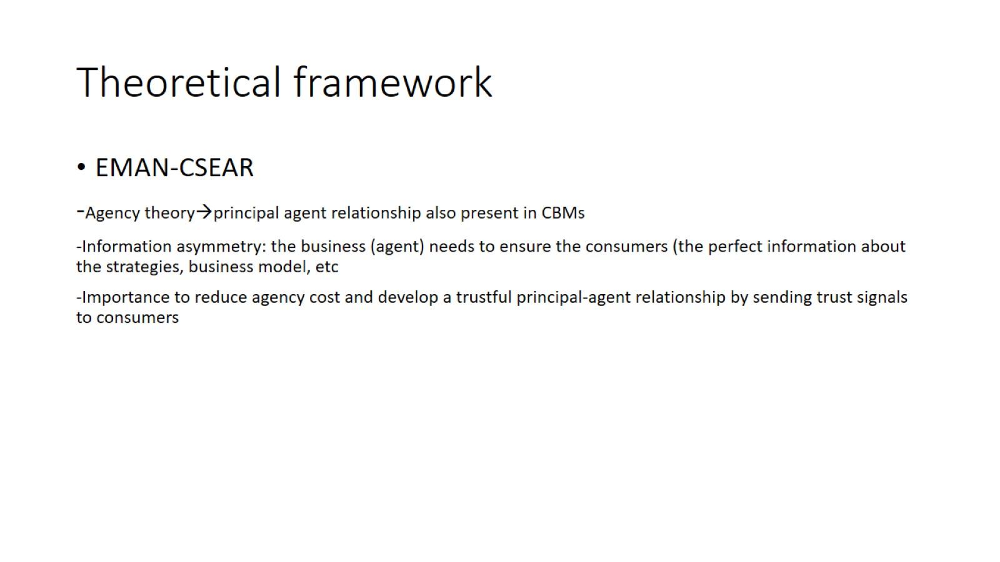 Theoretical framework
• EMAN-CSEAR
-Agency theory→principal agent relationship also present in CBMs
-Information asymmetry: the business (agent) needs to ensure the consumers (the perfect information about
the strategies, business model, etc
-Importance to reduce agency cost and develop a trustful principal-agent relationship by sending trust signals
to consumers